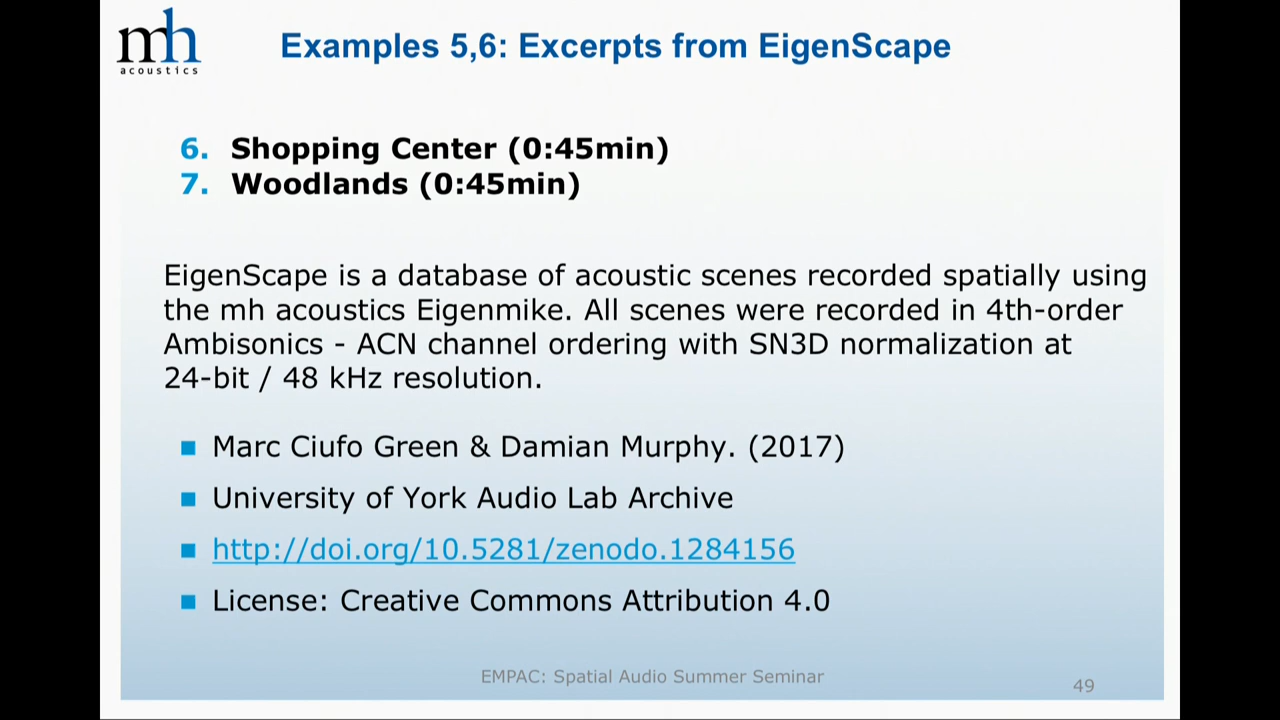 mh
acoustics
Examples 5,6: Excerpts from EigenScape
6. Shopping Center (0:45min)
7. Woodlands (0:45min)
EigenScape is a database of acoustic scenes recorded spatially using
the mh acoustics Eigenmike. All scenes were recorded in 4th-order
Ambisonics - ACN channel ordering with SN3D normalization at
24-bit / 48 kHz resolution.
Marc Ciufo Green & Damian Murphy. (2017)
University of York Audio Lab Archive
http://doi.org/10.5281/zenodo.1284156
License: Creative Commons Attribution 4.0
EMPAC: Spatial Audio Summer Seminar
49